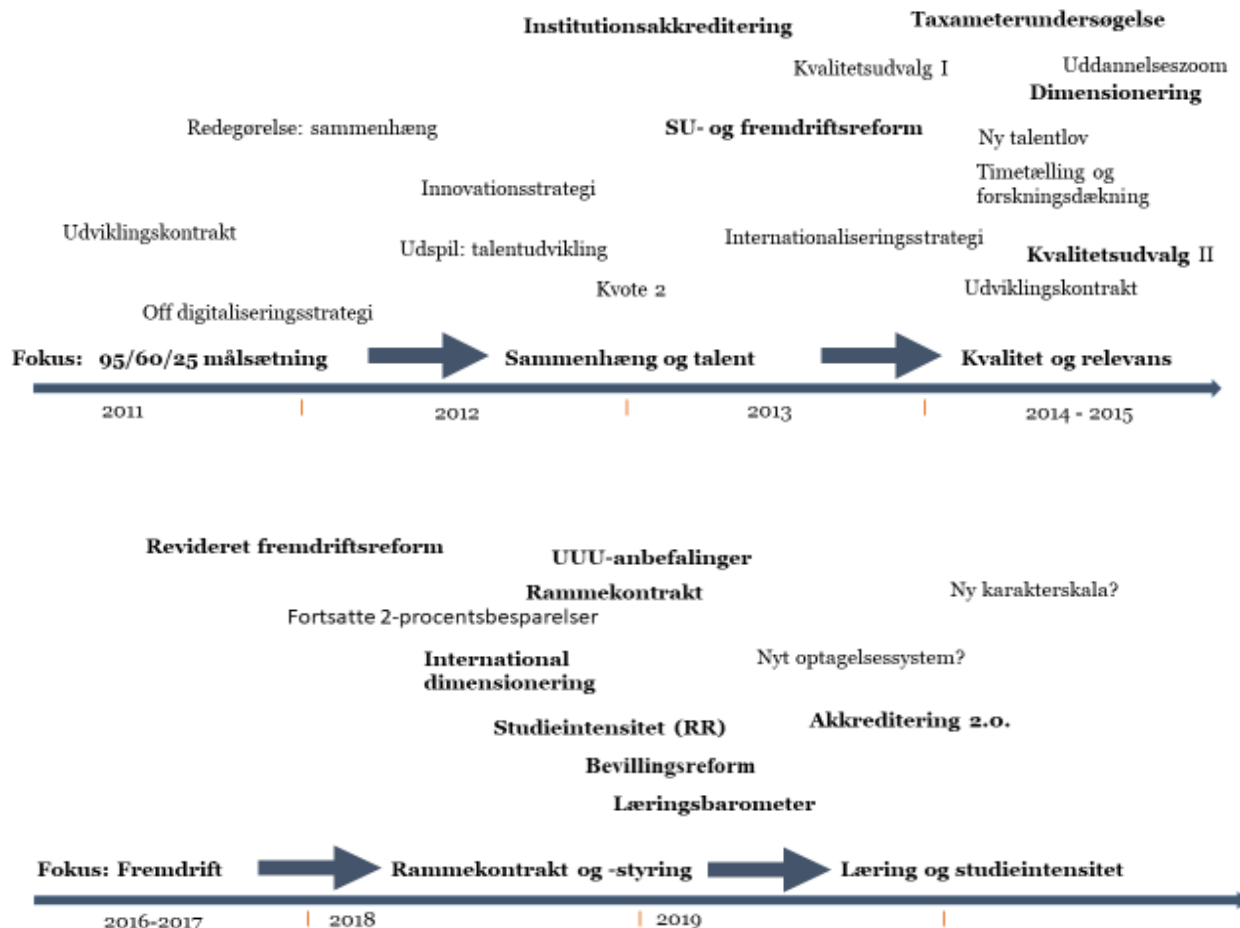 Institutionsakkreditering
Taxameterundersøgelse
Kvalitetsudvalg I
Uddannelseszoom
Dimensionering
Redegørelse: sammenhæng
SU- og fremdriftsreform
Ny talentlov
Timetælling og
forskningsdækning
Innovationsstrategi
Udviklingskontrakt
Udspil: talentudvikling
Internationaliseringsstrategi
Kvalitetsudvalg II
Kvote 2
Udviklingskontrakt
Off digitaliseringsstrategi
Fokus: 95/60/25 målsætning
Sammenhæng og talent
Kvalitet og relevans
2011
2012
2013
2014 - 2015
Revideret fremdriftsreform
UUU-anbefalinger
Rammekontrakt
Ny karakterskala?
Fortsatte 2-procentsbesparelser
International
dimensionering
Nyt optagelsessystem?
Studieintensitet (RR)
Akkreditering 2.0.
Bevillingsreform
Læringsbarometer
Fokus: Fremdrift
Rammekontrakt og -styring
Læring og studieintensitet
2016-2017
2018
2019